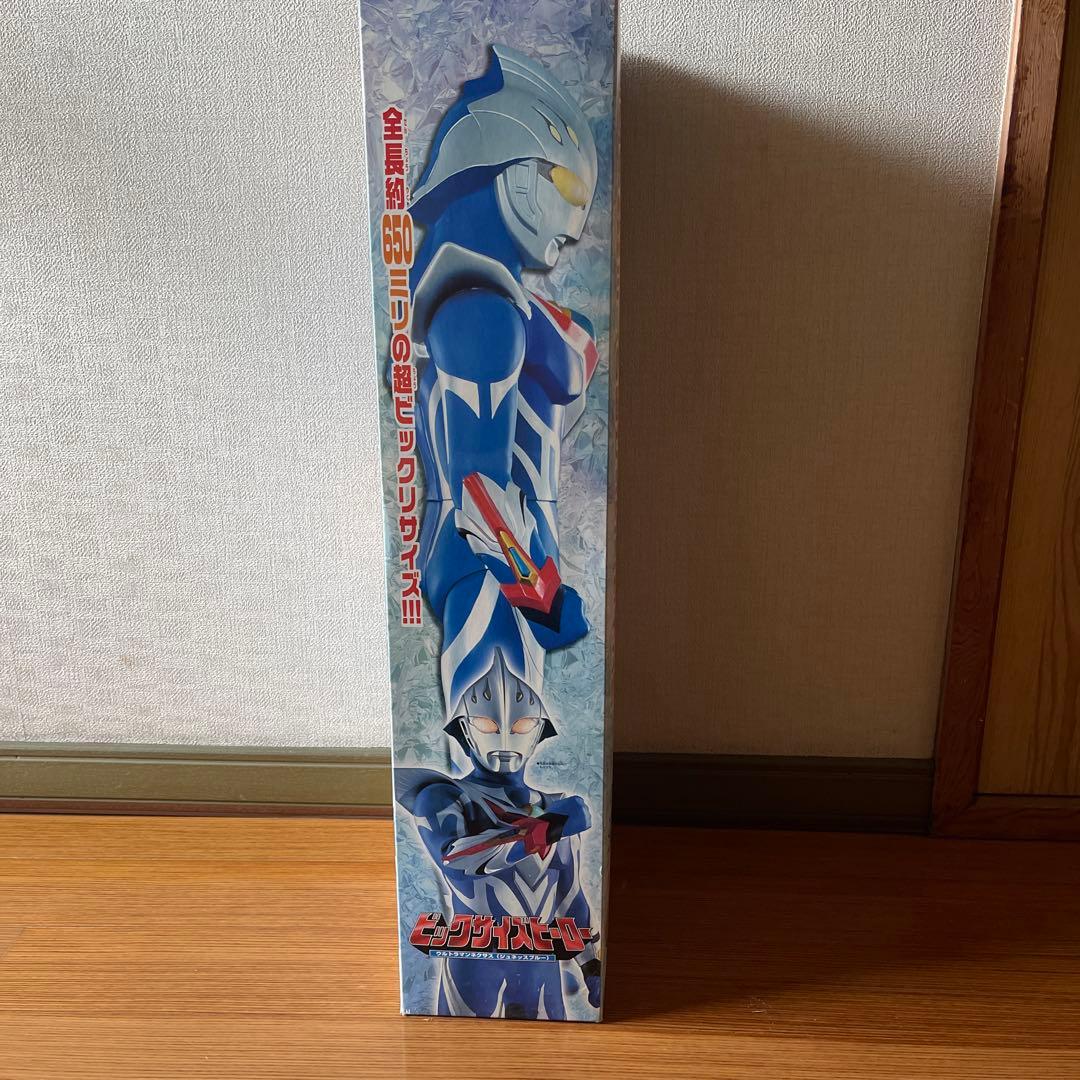 全長約650ミリの超ビックリサイズ!!!
ビックサイズヒーロー
ウルトラマンネクサス(ジュネッスブルー)